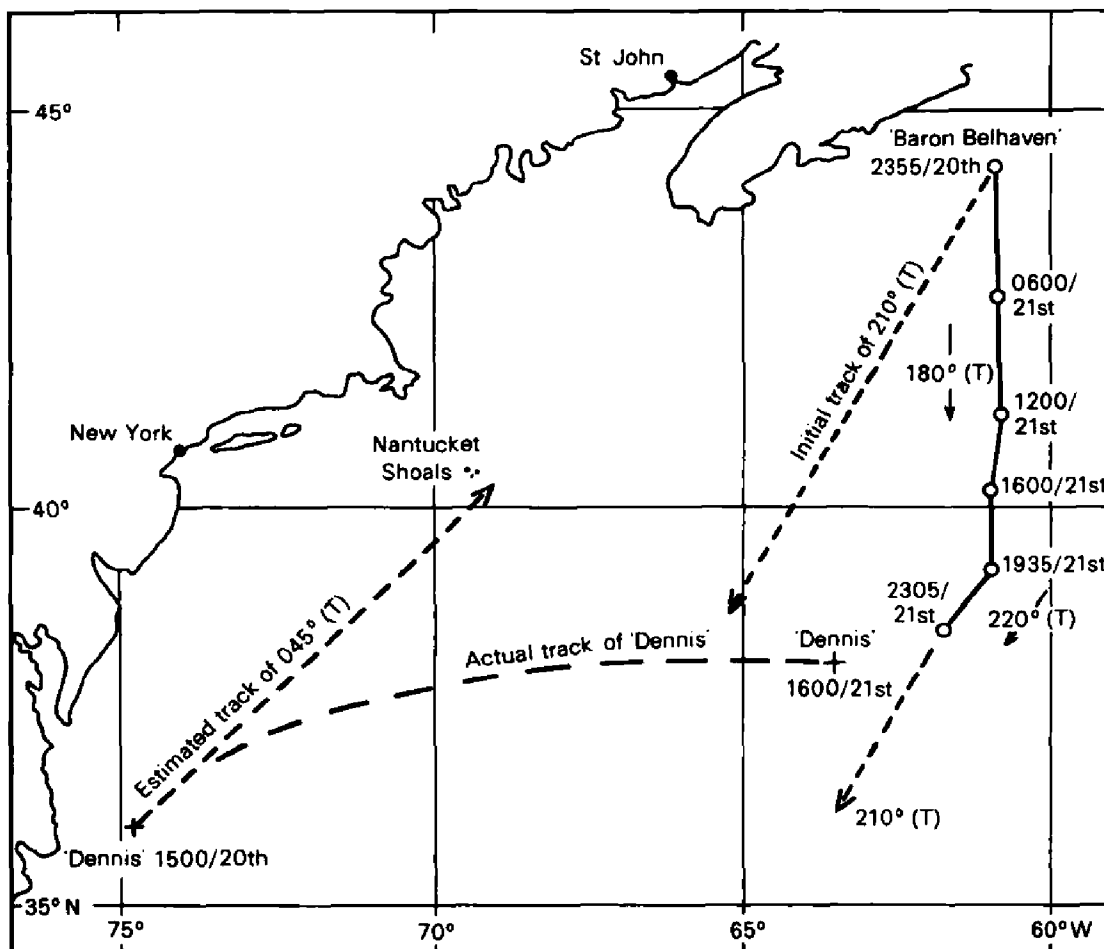 St John
45°
'Baron Belhaven'
2355/20th
0600/
21st
Initial track of 210° (T)
180° (T)
1200/
21st
New York
Nantucket
Shoals
1600/21st
40°
1935/21st
2305/
21st
220° (T)
Estimated track of 045° (T)
Actual track of 'Dennis'
'Dennis'
1600/21st
210° (T)
'Dennis' 1500/20th
35° N
75°
70°
65°
60°W